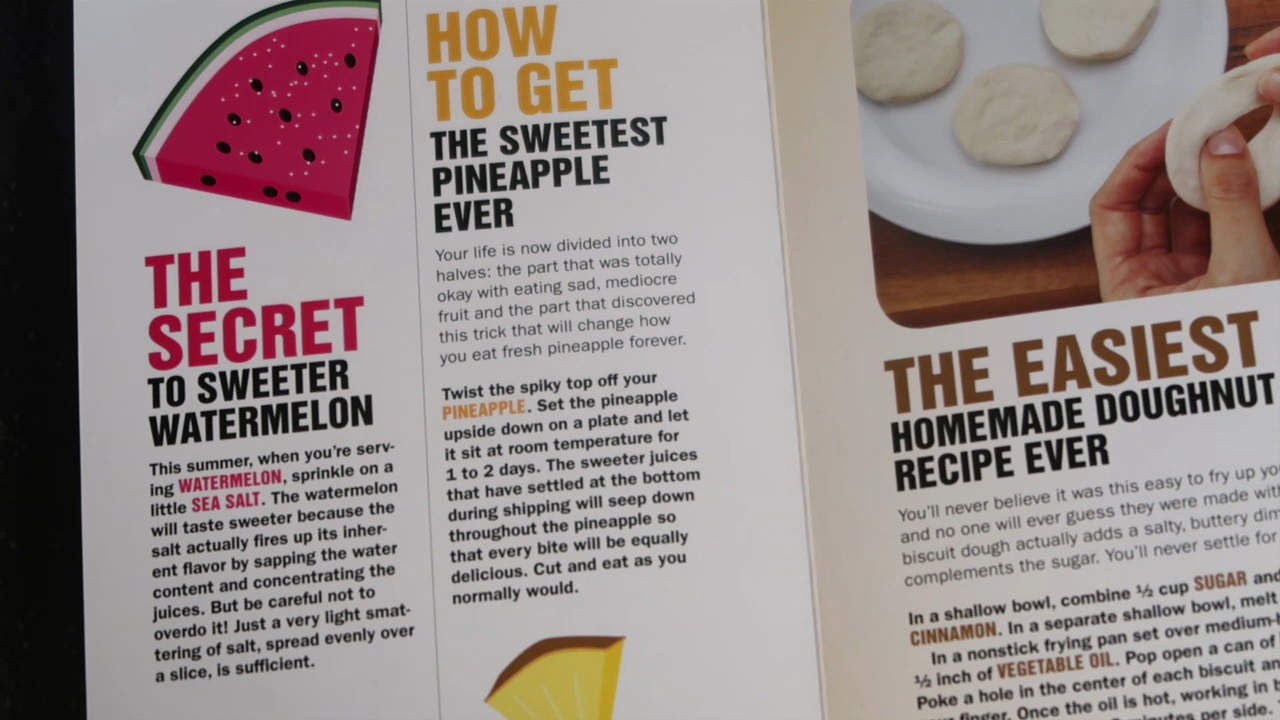 THE
SECRET
TO SWEETER
WATERMELON
This summer, when you're serv-
ing WATERMELON, sprinkle on a
little SEA SALT. The watermelon
will taste sweeter because the
salt actually fires up its inher-
ent flavor by sapping the water
content and concentrating the
juices. But be careful not to
overdo it! Just a very light smat-
tering of salt, spread evenly over
a slice, is sufficient.
HOW
TO GET
THE SWEETEST
PINEAPPLE
EVER
Your life is now divided into two
halves: the part that was totally
okay with eating sad, mediocre
fruit and the part that discovered
this trick that will change how
you eat fresh pineapple forever.
Twist the spiky top off your
PINEAPPLE. Set the pineapple
upside down on a plate and let
it sit at room temperature for
1 to 2 days. The sweeter juices
that have settled at the bottom
during shipping will seep down
throughout the pineapple so
that every bite will be equally
delicious. Cut and eat as you
normally would.
THE EASIEST
HOMEMADE DOUGHNUT
RECIPE EVER
You'll never believe it was this easy to fry up
and no one will ever guess they were made
biscuit dough actually adds a salty, buttery
complements the sugar. You'll never settle for
In a shallow bowl, combine ½ cup SUGAR and
CINNAMON. In a separate shallow bowl, melt
In a nonstick frying pan set over
½ inch of VEGETABLE OIL. Pop open a can of
Poke a hole in the center of each biscuit
finger. Once the oil is hot, working in
per side.